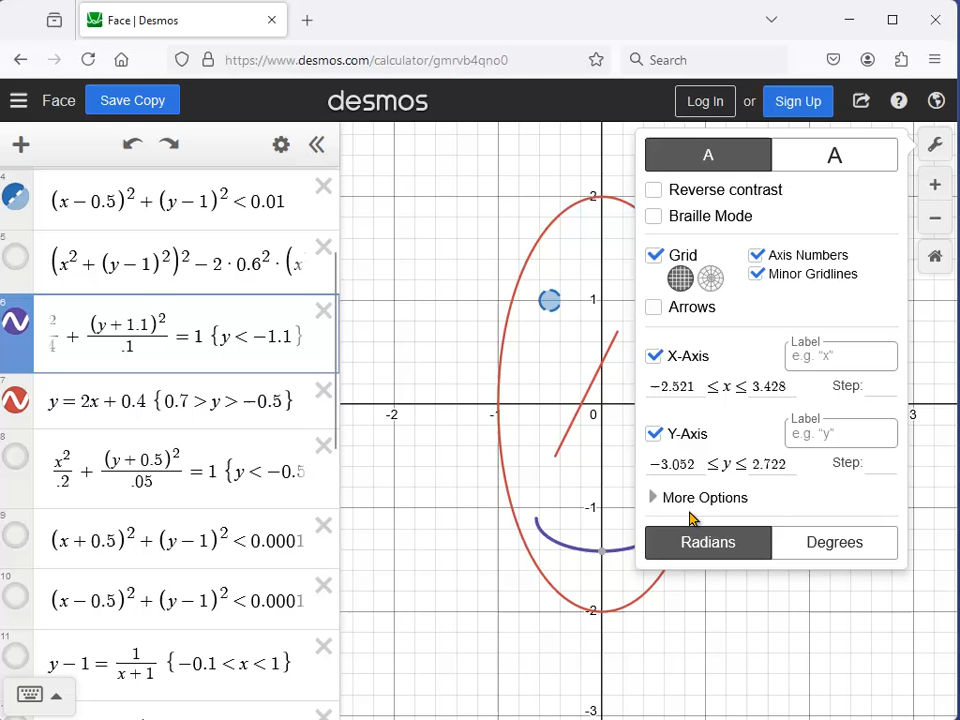 Face | Desmos
https://www.desmos.com/calculator/gmrvb4qno0
Search
Face
Save Copy
desmos
Log In
or
Sign Up
4
(x − 0.5)² + (y − 1)² < 0.01
5
(x² + (y − 1)²)² − 2 · 0.6² · (x
6
2/4 + (y + 1.1)²/.1 = 1 {y < −1.1}
7
y = 2x + 0.4 {0.7 > y > −0.5}
8
x²/.2 + (y + 0.5)²/.05 = 1 {y < −0.5
9
(x + 0.5)² + (y − 1)² < 0.0001
10
(x − 0.5)² + (y − 1)² < 0.0001
11
y − 1 = 1/(x + 1) {−0.1 < x < 1}
2
1
-2
-1
0
3
-1
-2
-3
A
A
Reverse contrast
Braille Mode
Grid
Axis Numbers
Minor Gridlines
Arrows
X-Axis
Label
e.g. "x"
−2.521 ≤ x ≤ 3.428
Step:
Y-Axis
Label
e.g. "y"
−3.052 ≤ y ≤ 2.722
Step:
More Options
Radians
Degrees